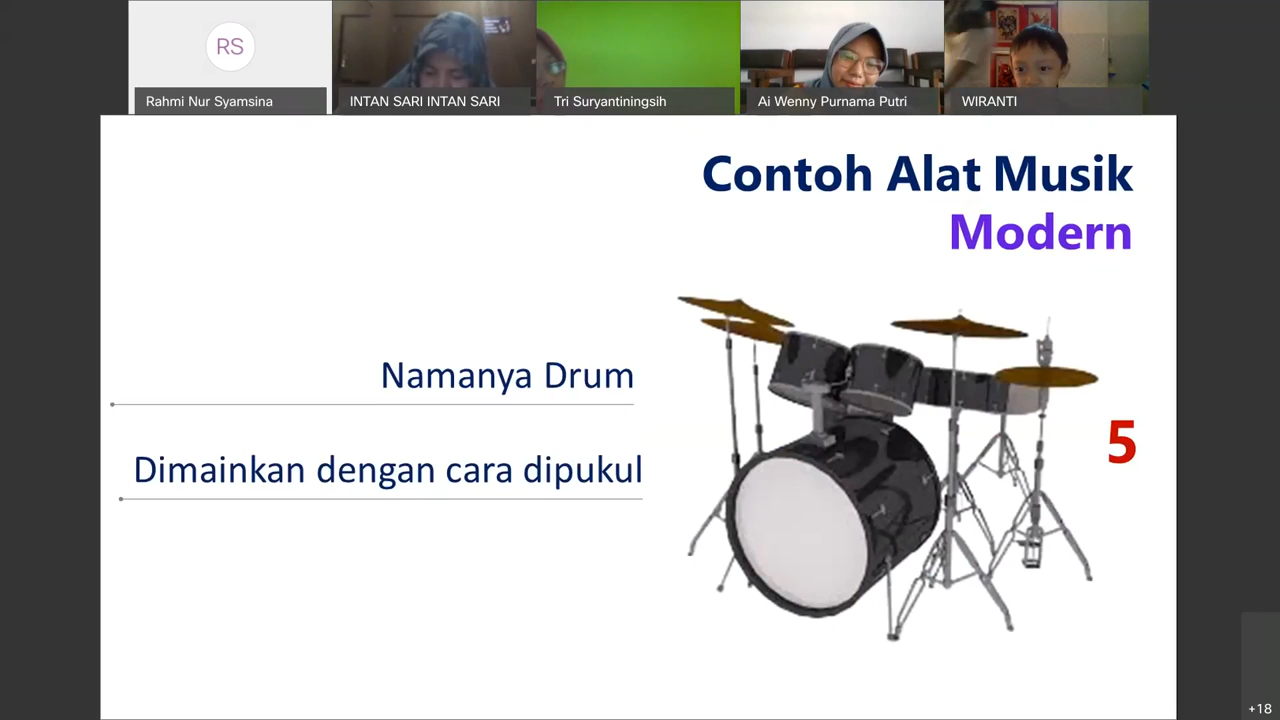 RS
Rahmi Nur Syamsina
INTAN SARI INTAN SARI
Tri Suryantiningsih
Ai Wenny Purnama Putri
WIRANTI
Contoh Alat Musik
Modern
Namanya Drum
Dimainkan dengan cara dipukul
5
+18